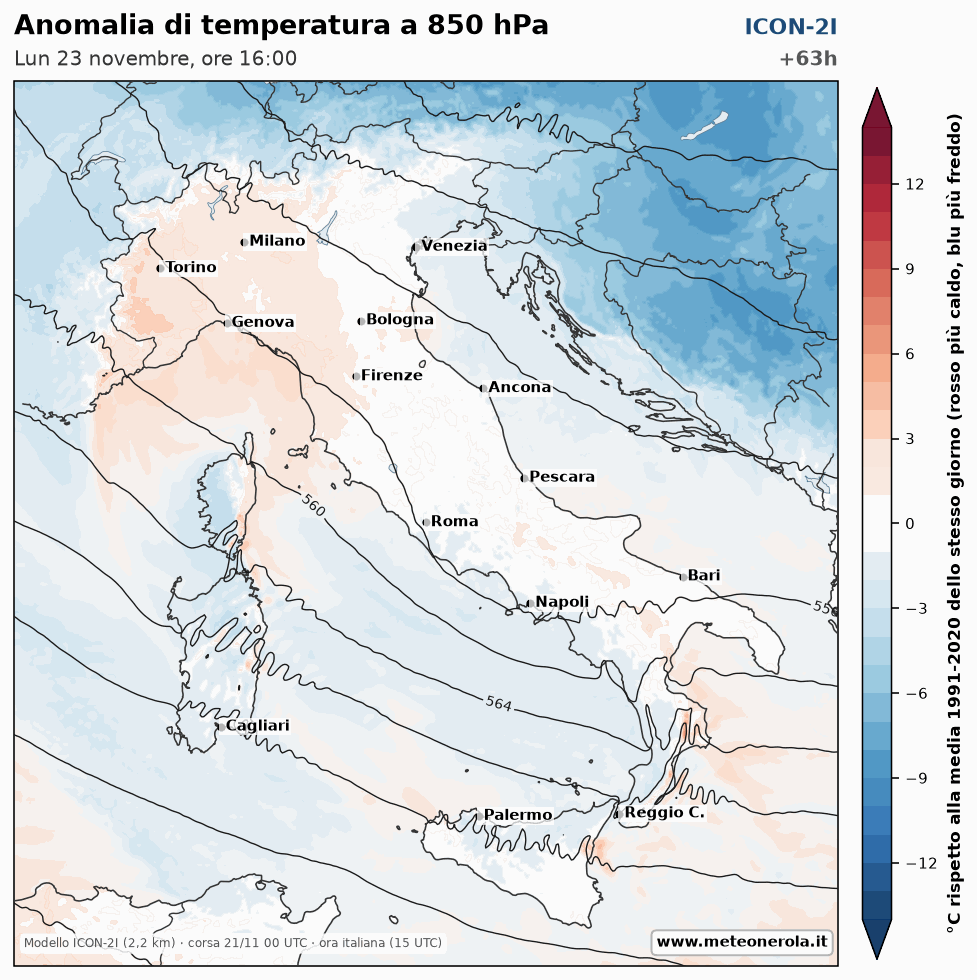 Anomalia di temperatura a 850 hPa
ICON-2I
Lun 23 novembre, ore 16:00
+63h
Milano
Venezia
Torino
Genova
Bologna
Firenze
Ancona
Pescara
560
Roma
Bari
Napoli
564
Cagliari
Palermo
Reggio C.
12
9
6
3
0
−3
−6
−9
−12
°C rispetto alla media 1991-2020 dello stesso giorno (rosso più caldo, blu più freddo)
Modello ICON-2I (2,2 km) · corsa 21/11 00 UTC · ora italiana (15 UTC)
www.meteonerola.it